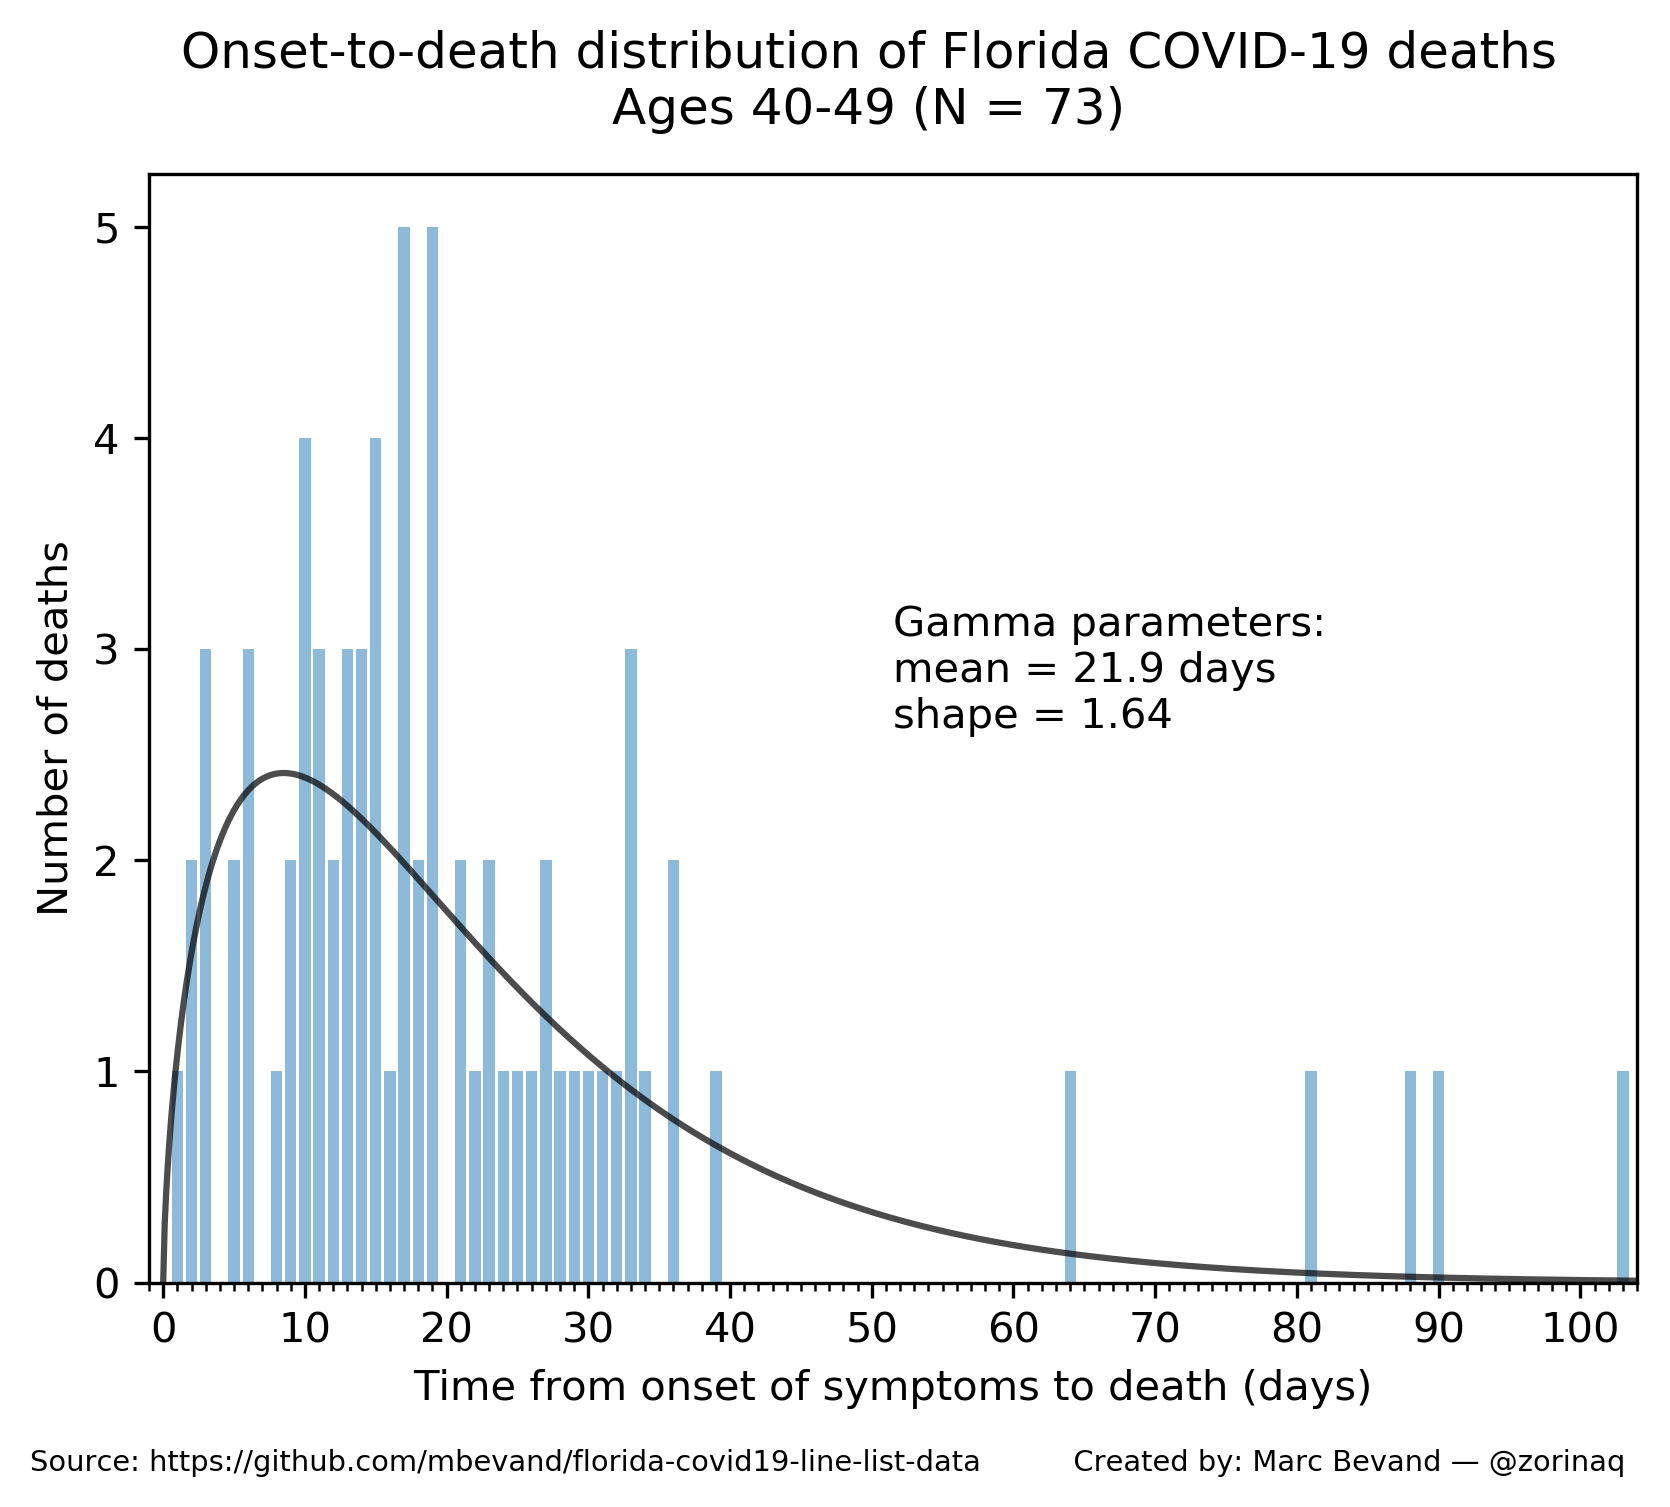 Onset-to-death distribution of Florida COVID-19 deaths
Ages 40-49 (N = 73)
5
4
3
2
1
0
Number of deaths
Gamma parameters:
mean = 21.9 days
shape = 1.64
0 10 20 30 40 50 60 70 80 90 100
Time from onset of symptoms to death (days)
Source: https://github.com/mbevand/florida-covid19-line-list-data Created by: Marc Bevand — @zorinaq